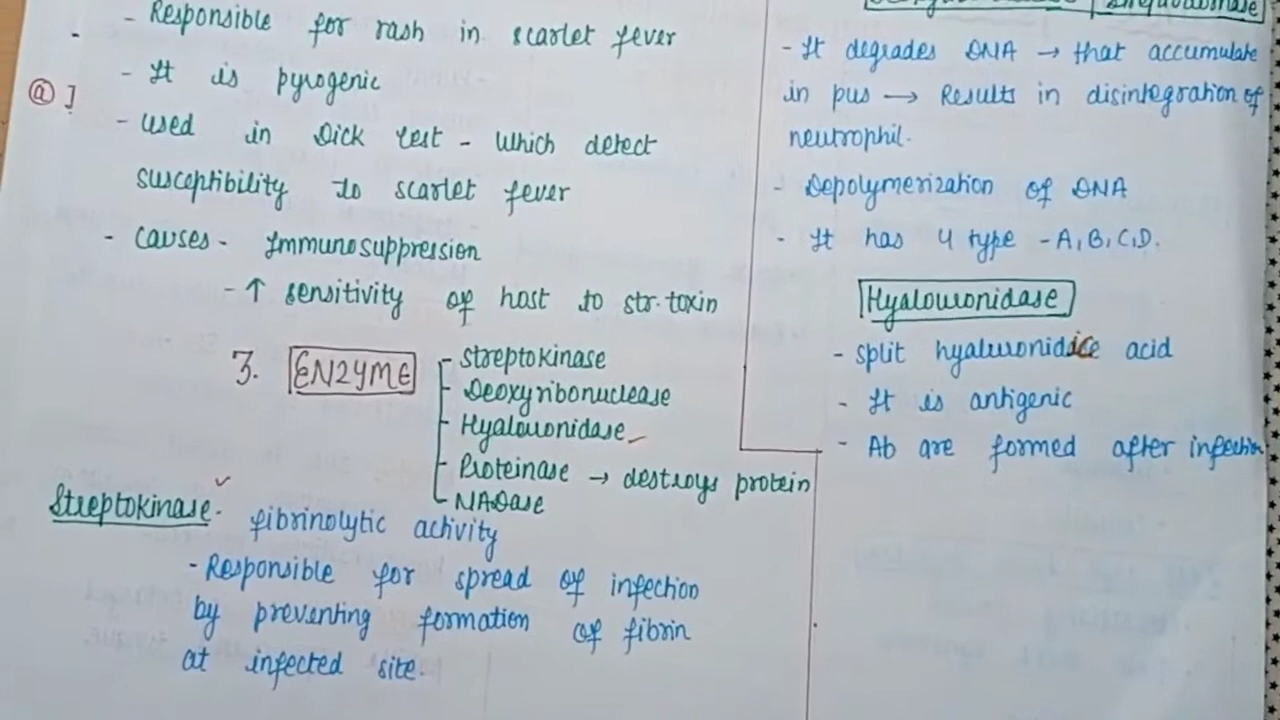 - Responsible for rash in scarlet fever
- It is pyrogenic
@]
- used in Dick test - which detect
susceptibility to scarlet fever
- causes - Immunosuppression
- ↑ sensitivity of host to str. toxin
3. ENZYME
- streptokinase
- Deoxyribonuclease
- Hyalouronidase
- Proteinase → destroys protein
- NADase
Streptokinase - fibrinolytic activity
- Responsible for spread of infection
by preventing formation of fibrin
at infected site.
- It degrades DNA → that accumulate
in pus → Results in disintegration of
neutrophil.
- Depolymerization of DNA
- It has 4 type - A, B, C, D.
Hyalouronidase
- split hyaluronidice acid
- It is antigenic
- Ab are formed after infection